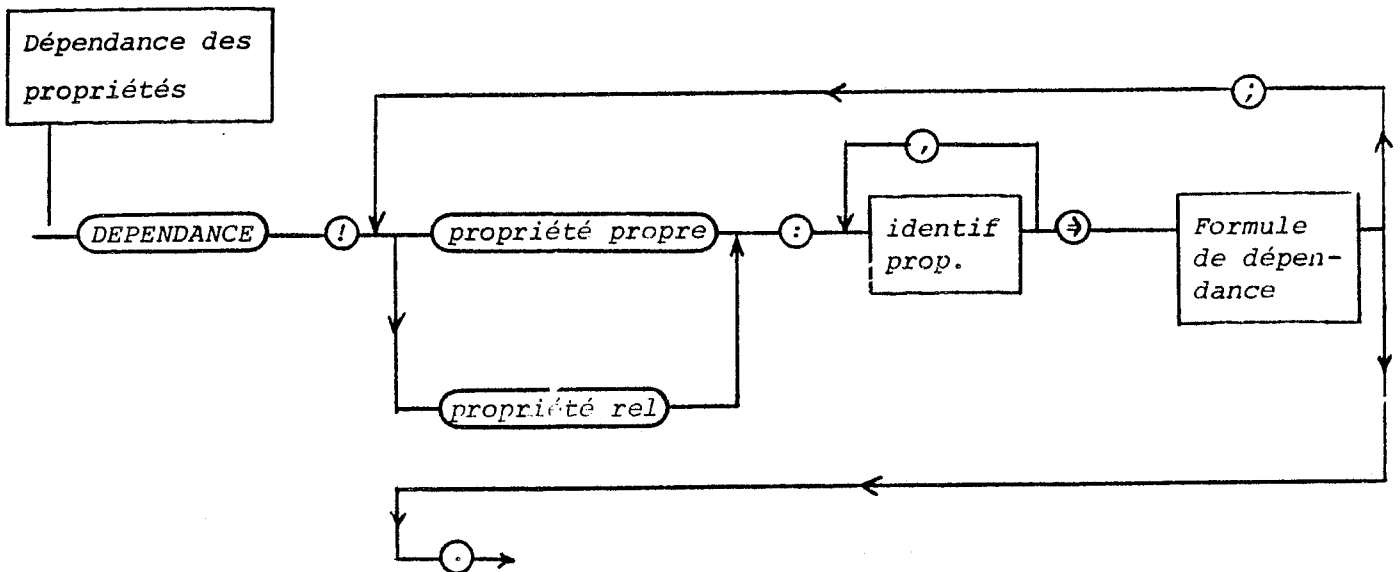 Dépendance des
propriétés
;
,
DEPENDANCE ! propriété propre : identif
prop. ⇒ Formule
de dépen-
dance
propriété rel
.